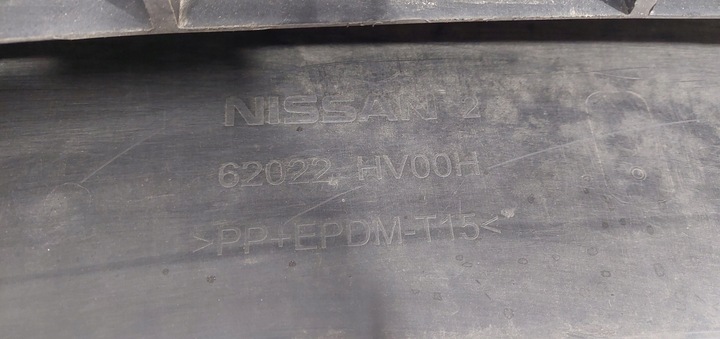 NISSAN 2
62022 HV00H
>PP+EPDM-T15<